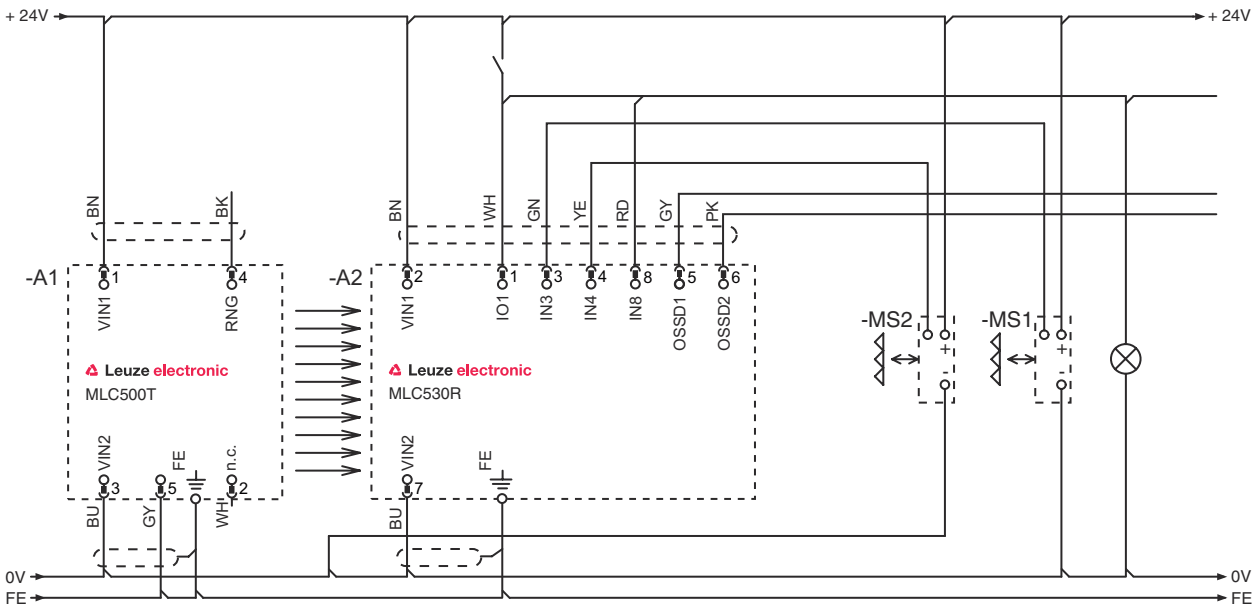 + 24V
+ 24V
BN
BK
BN
WH
GN
YE
RD
GY
PK
-A1
1
4
-A2
2
1
3
4
8
5
6
VIN1
RNG
VIN1
IO1
IN3
IN4
IN8
OSSD1
OSSD2
-MS2
-MS1
+
+
-
-
Leuze electronic
MLC500T
Leuze electronic
MLC530R
VIN2
FE
n.c.
VIN2
FE
3
5
2
7
BU
GY
WH
BU
0V
0V
FE
FE